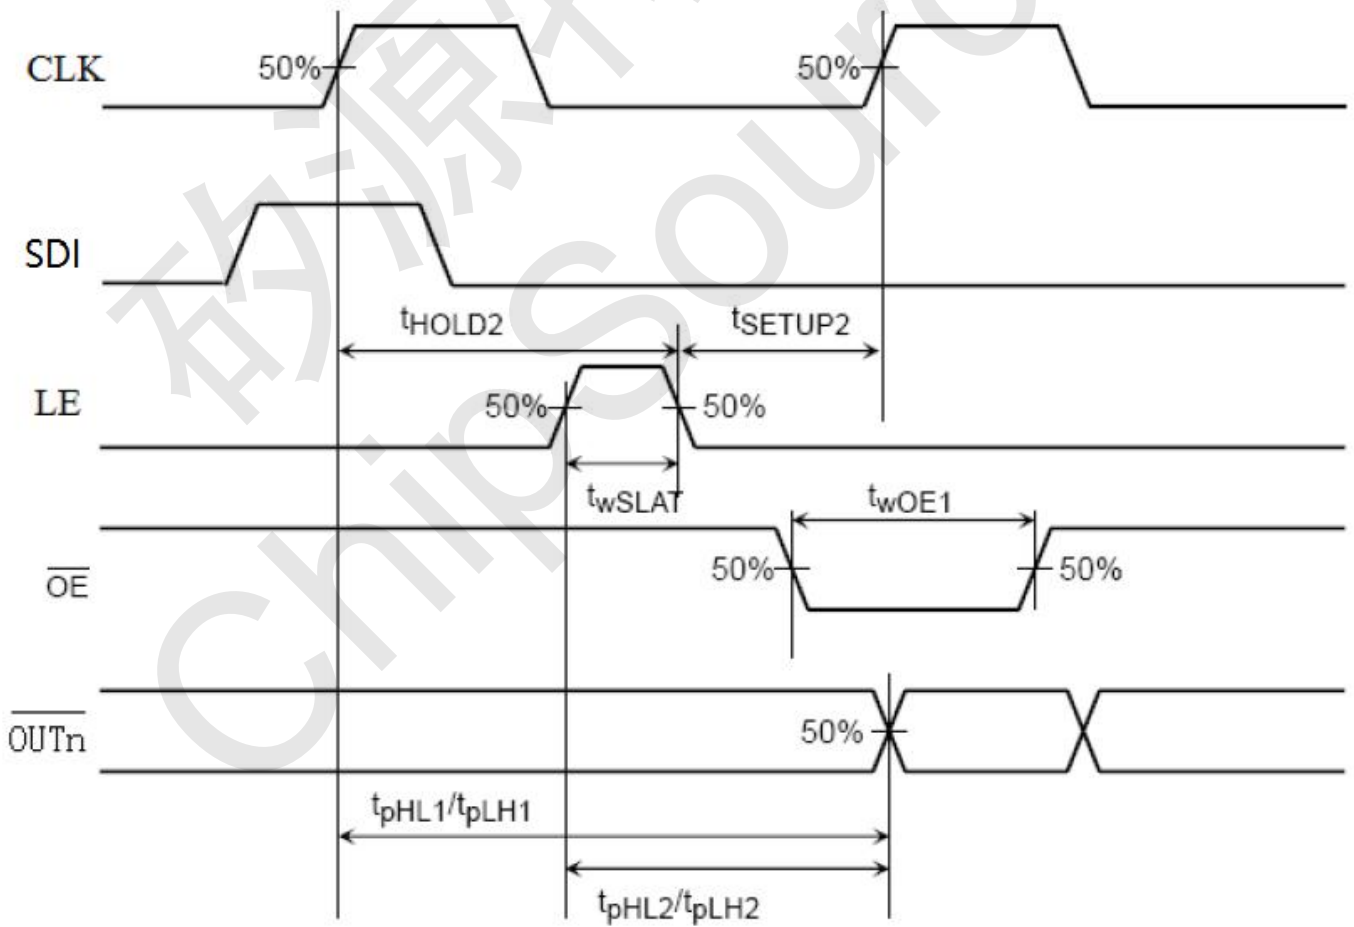 CLK
50%
50%
SDI
tHOLD2
tSETUP2
LE
50%
50%
twSLAT
twOE1
OE
50%
50%
OUTn
50%
tpHL1/tpLH1
tpHL2/tpLH2
矽源
ChipSourc